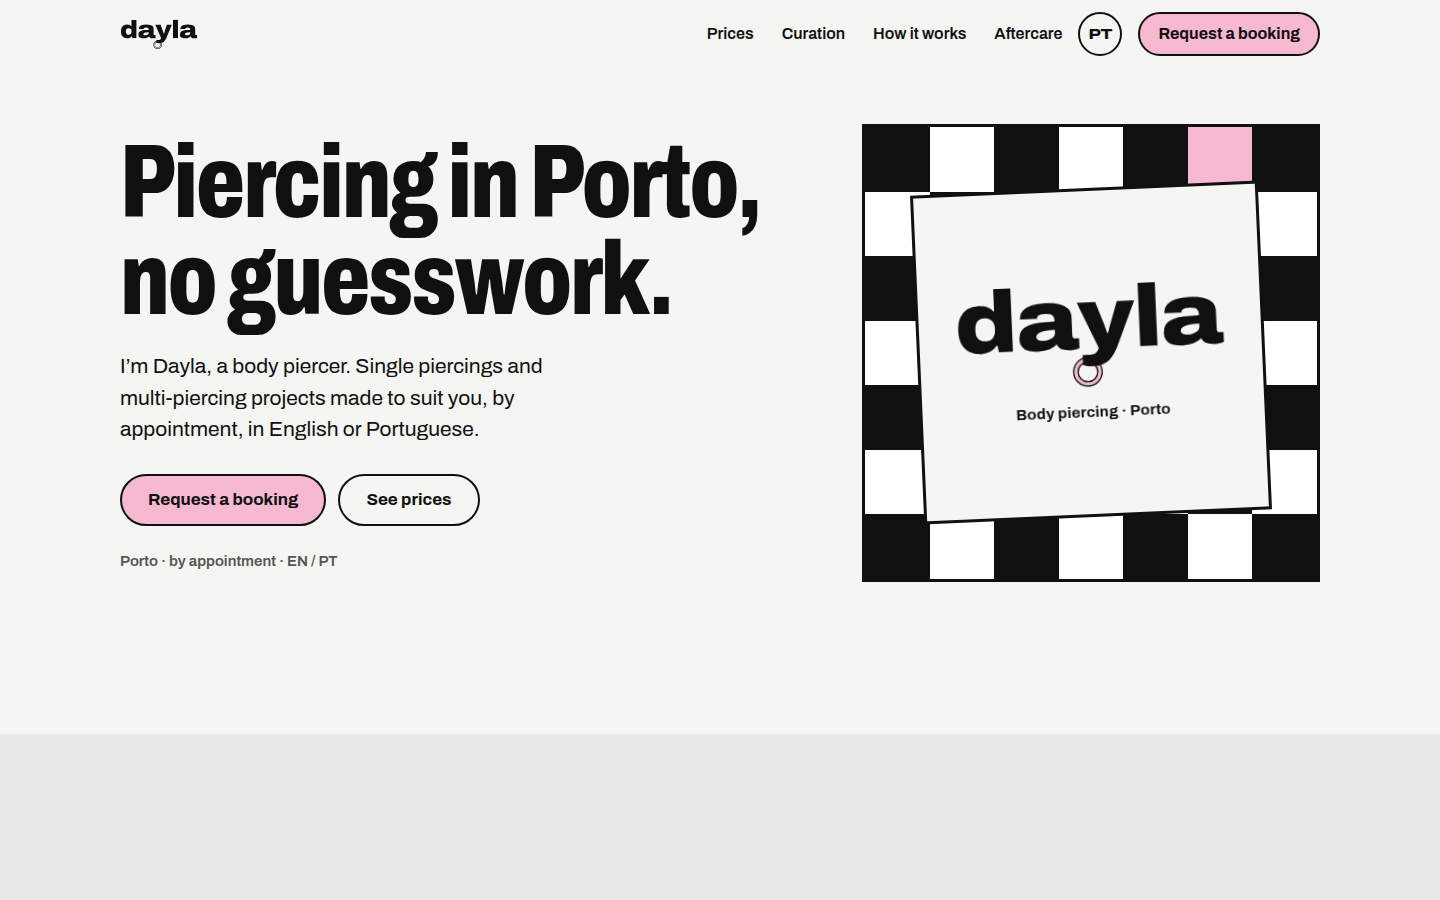 dayla
Prices
Curation
How it works
Aftercare
PT
Request a booking
Piercing in Porto,
no guesswork.
I’m Dayla, a body piercer. Single piercings and
multi-piercing projects made to suit you, by
appointment, in English or Portuguese.
Request a booking
See prices
Porto · by appointment · EN / PT
dayla
Body piercing · Porto